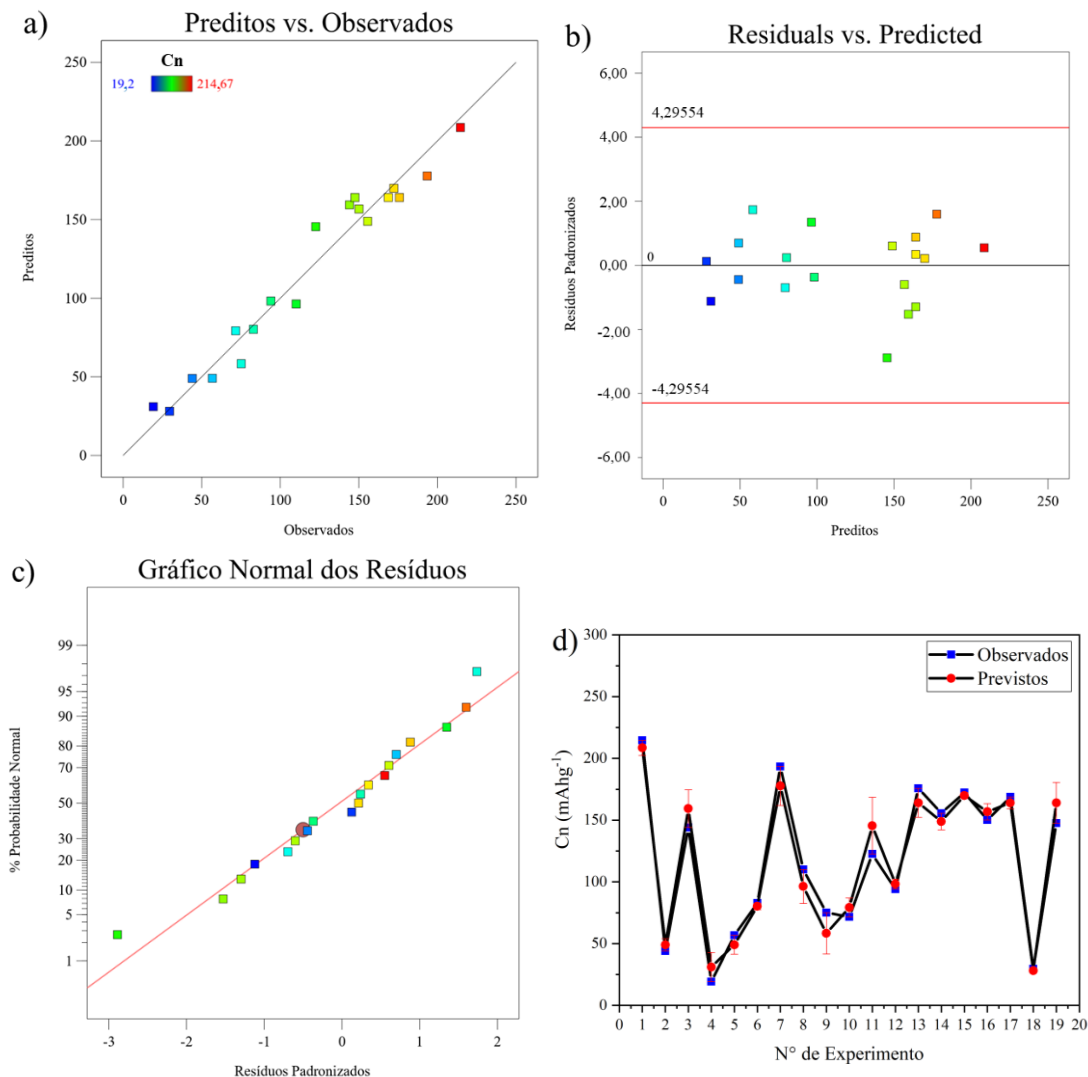 a)
Preditos vs. Observados
Cn
19,2
214,67
250
200
150
100
50
0
Preditos
0 50 100 150 200 250
Observados
b)
Residuals vs. Predicted
6,00
4,29554
4,00
2,00
0
0,00
-2,00
-4,29554
-4,00
-6,00
Resíduos Padronizados
0 50 100 150 200 250
Preditos
c)
Gráfico Normal dos Resíduos
99
95
90
80
70
50
30
20
10
5
1
% Probabilidade Normal
-3 -2 -1 0 1 2
Resíduos Padronizados
d)
Observados
Previstos
300
250
200
150
100
50
0
Cn (mAhg⁻¹)
0 1 2 3 4 5 6 7 8 9 10 11 12 13 14 15 16 17 18 19 20
N° de Experimento